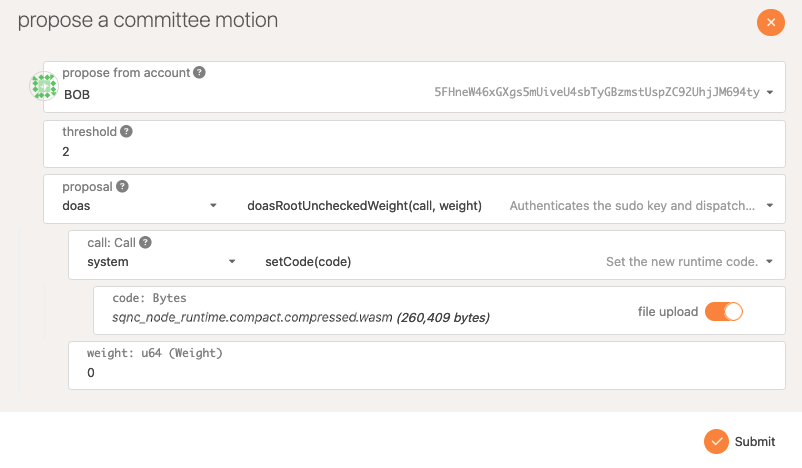 propose a committee motion
propose from account ?
BOB 5FHneW46xGXgs5mUiveU4sbTyGBzmstUspZC92UhjJM694ty
threshold ?
2
proposal ?
doas doasRootUncheckedWeight(call, weight) Authenticates the sudo key and dispatch...
call: Call ?
system setCode(code) Set the new runtime code.
code: Bytes
sqnc_node_runtime.compact.compressed.wasm (260,409 bytes) file upload
weight: u64 (Weight)
0
Submit